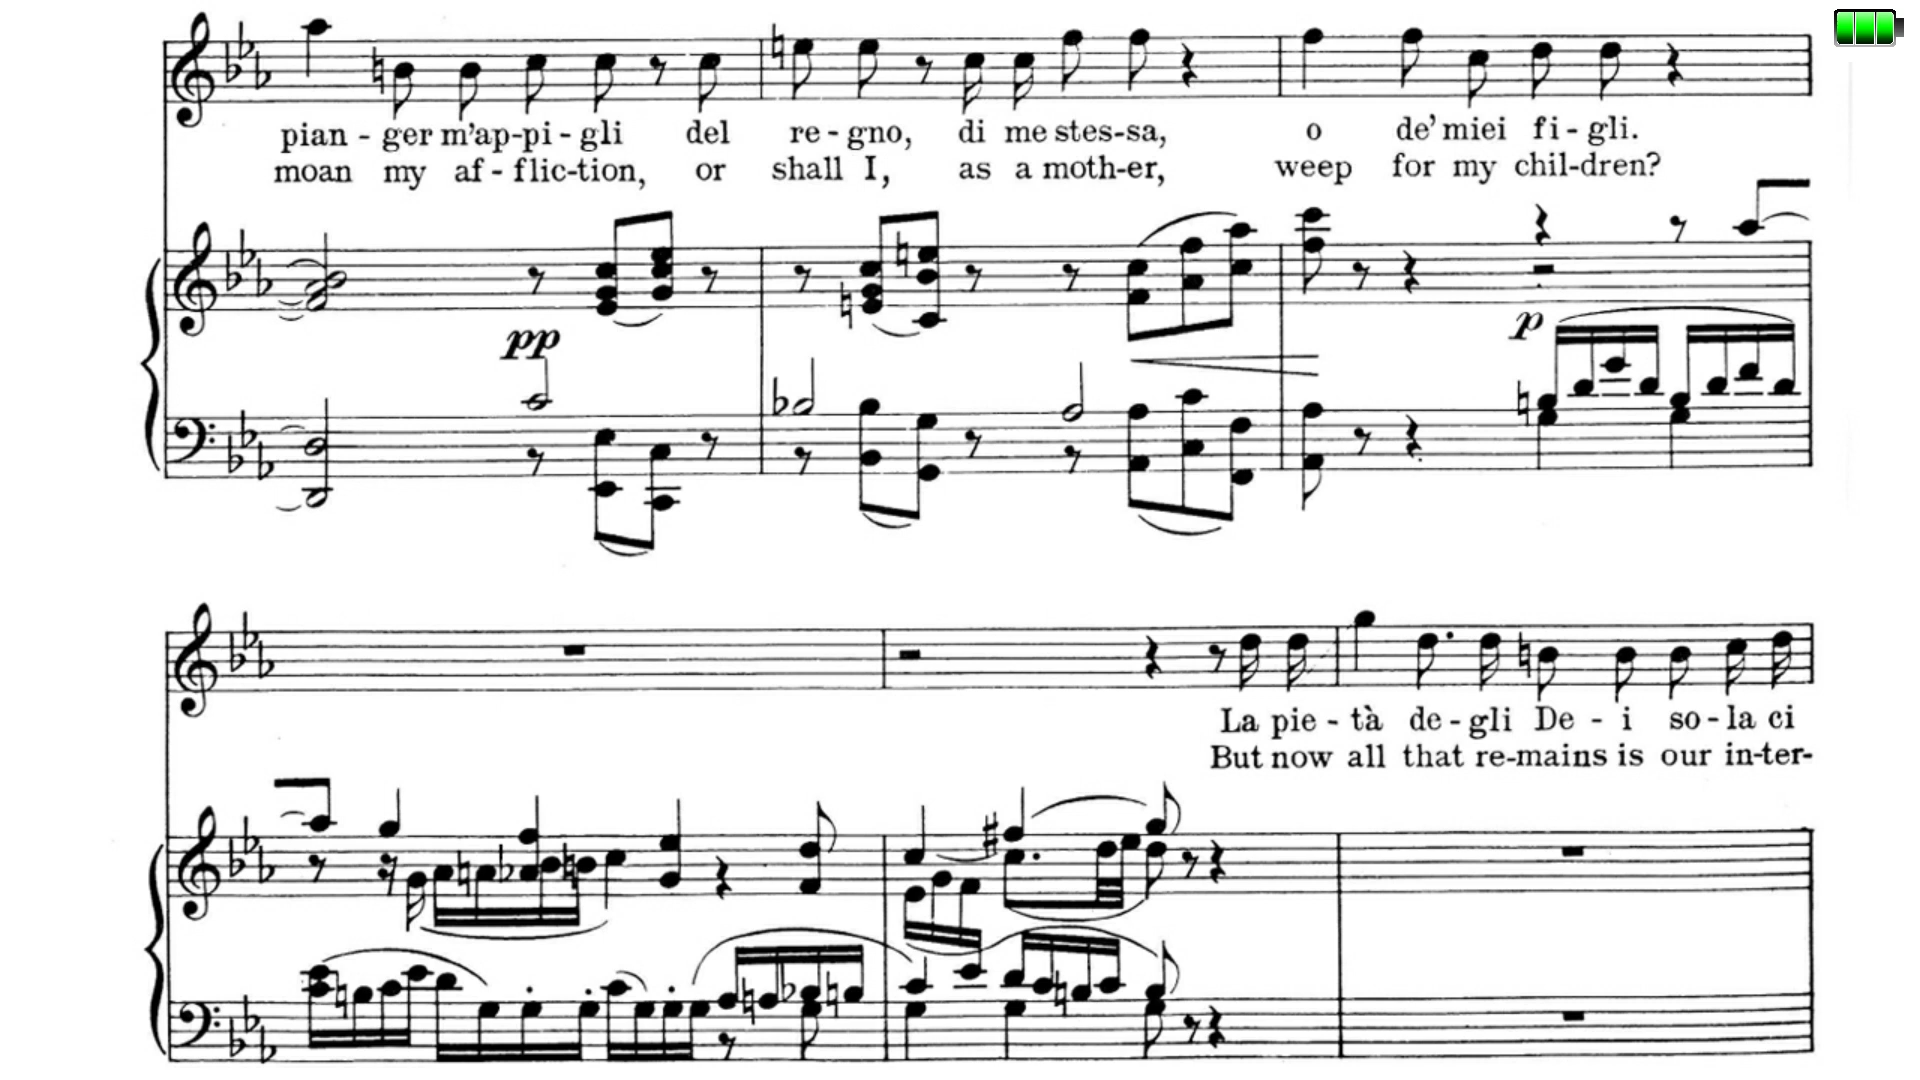 pian - ger m'ap-pi - gli del re - gno, di me stes-sa, o de' miei fi - gli.
moan my af - flic-tion, or shall I, as a moth-er, weep for my chil-dren?
pp
p
La pie - tà de - gli De - i so - la ci
But now all that re-mains is our in-ter-